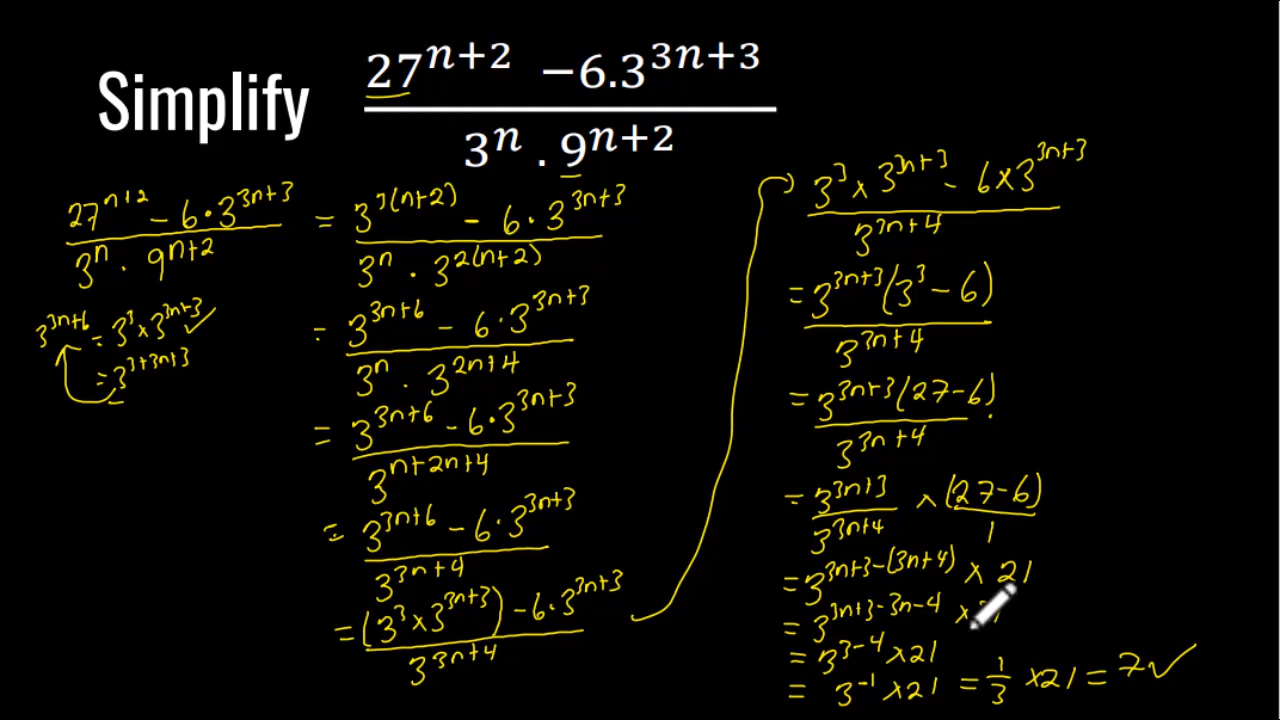 Simplify (27^{n+2} −6.3^{3n+3}) / (3^n . 9^{n+2})
(27^{n+2} − 6·3^{3n+3}) / (3^n · 9^{n+2}) = (3^{3(n+2)} − 6·3^{3n+3}) / (3^n · 3^{2(n+2)})
3^{3n+6} = 3^3 × 3^{3n+3} ✓
= 3^{3+3n+3}
= (3^{3n+6} − 6·3^{3n+3}) / (3^n · 3^{2n+4})
= (3^{3n+6} − 6·3^{3n+3}) / 3^{n+2n+4}
= (3^{3n+6} − 6·3^{3n+3}) / 3^{3n+4}
= ((3^3 × 3^{3n+3}) − 6·3^{3n+3}) / 3^{3n+4}
(3^3 × 3^{3n+3} − 6×3^{3n+3}) / 3^{3n+4}
= 3^{3n+3}(3^3 − 6) / 3^{3n+4}
= 3^{3n+3}(27−6) / 3^{3n+4} .
= 3^{3n+3} / 3^{3n+4} × (27−6) / 1
= 3^{3n+3−(3n+4)} × 21
= 3^{3n+3−3n−4} ×
= 3^{3−4} × 21
= 3^{−1} × 21 = 1/3 × 21 = 7 ✓